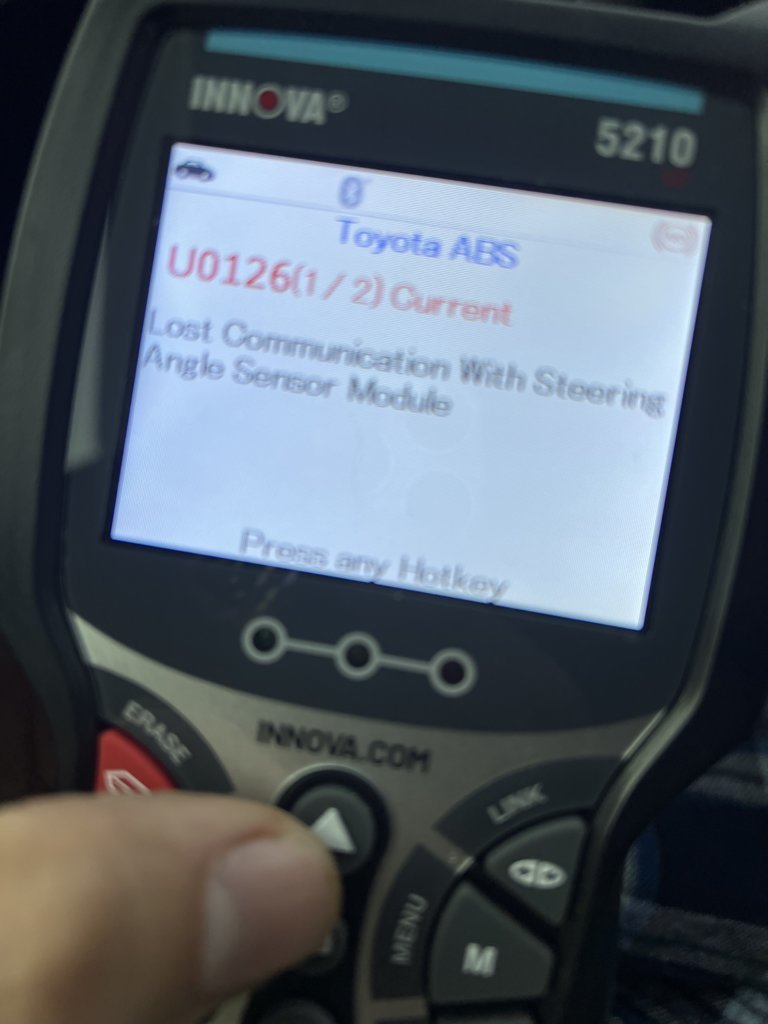 INNOVA®
5210
Toyota ABS
U0126(1 / 2) Current
Lost Communication With Steering
Angle Sensor Module
Press any Hotkey
INNOVA.COM
ERASE
LINK
MENU
M